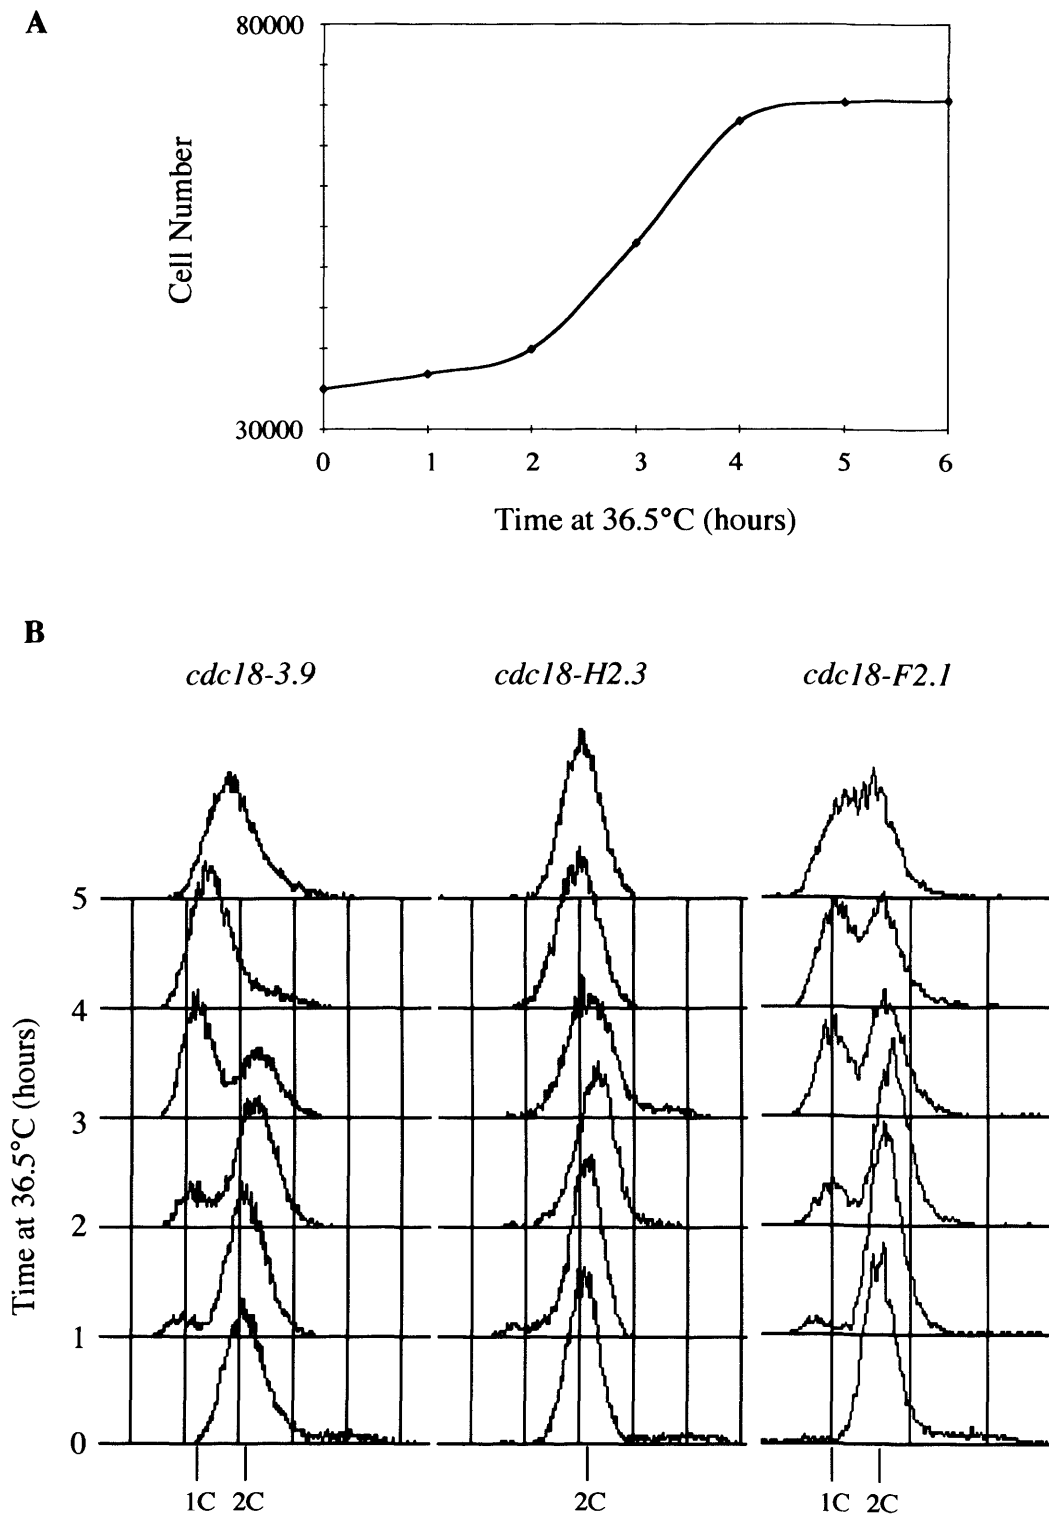 A
80000
Cell Number
30000
0 1 2 3 4 5 6
Time at 36.5°C (hours)
B
cdc18-3.9 cdc18-H2.3 cdc18-F2.1
Time at 36.5°C (hours)
5
4
3
2
1
0
1C 2C 2C 1C 2C